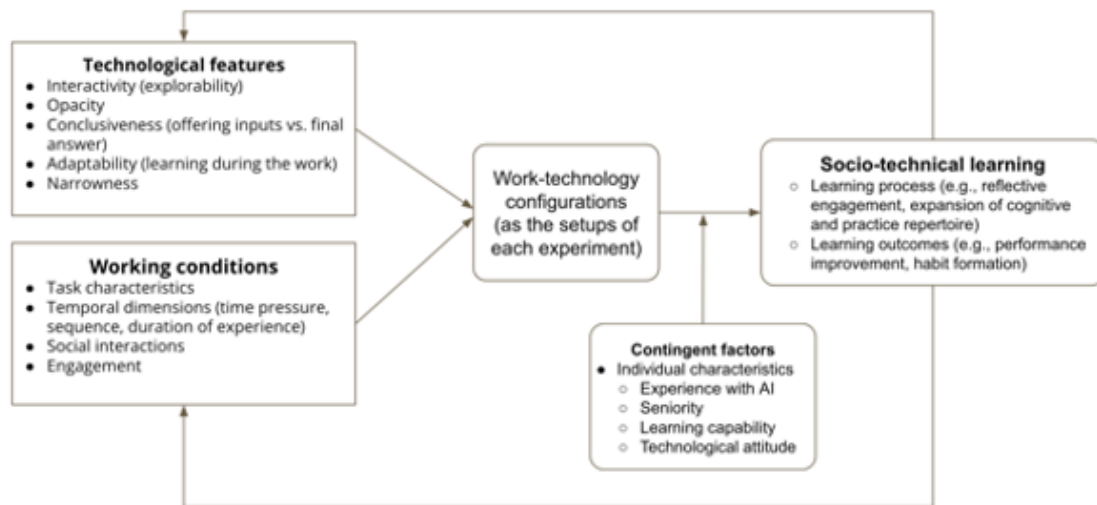 Technological features
● Interactivity (explorability)
● Opacity
● Conclusiveness (offering inputs vs. final
answer)
● Adaptability (learning during the work)
● Narrowness
Working conditions
● Task characteristics
● Temporal dimensions (time pressure,
sequence, duration of experience)
● Social interactions
● Engagement
Work-technology
configurations
(as the setups of
each experiment)
Contingent factors
● Individual characteristics
○ Experience with AI
○ Seniority
○ Learning capability
○ Technological attitude
Socio-technical learning
○ Learning process (e.g., reflective
engagement, expansion of cognitive
and practice repertoire)
○ Learning outcomes (e.g., performance
improvement, habit formation)